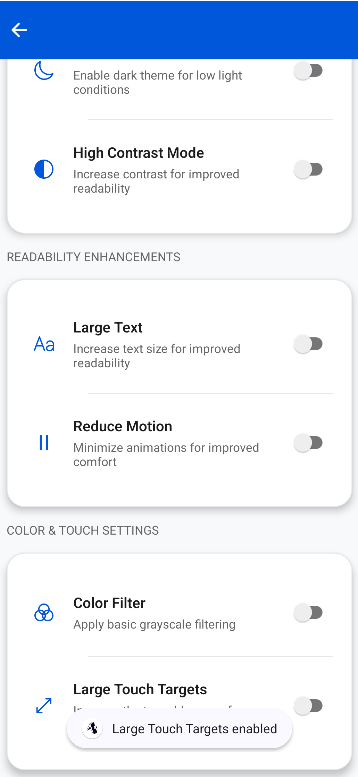 Enable dark theme for low light
conditions
High Contrast Mode
Increase contrast for improved
readability
READABILITY ENHANCEMENTS
Large Text
Aa
Increase text size for improved
readability
Reduce Motion
Minimize animations for improved
comfort
COLOR & TOUCH SETTINGS
Color Filter
Apply basic grayscale filtering
Large Touch Targets
Large Touch Targets enabled